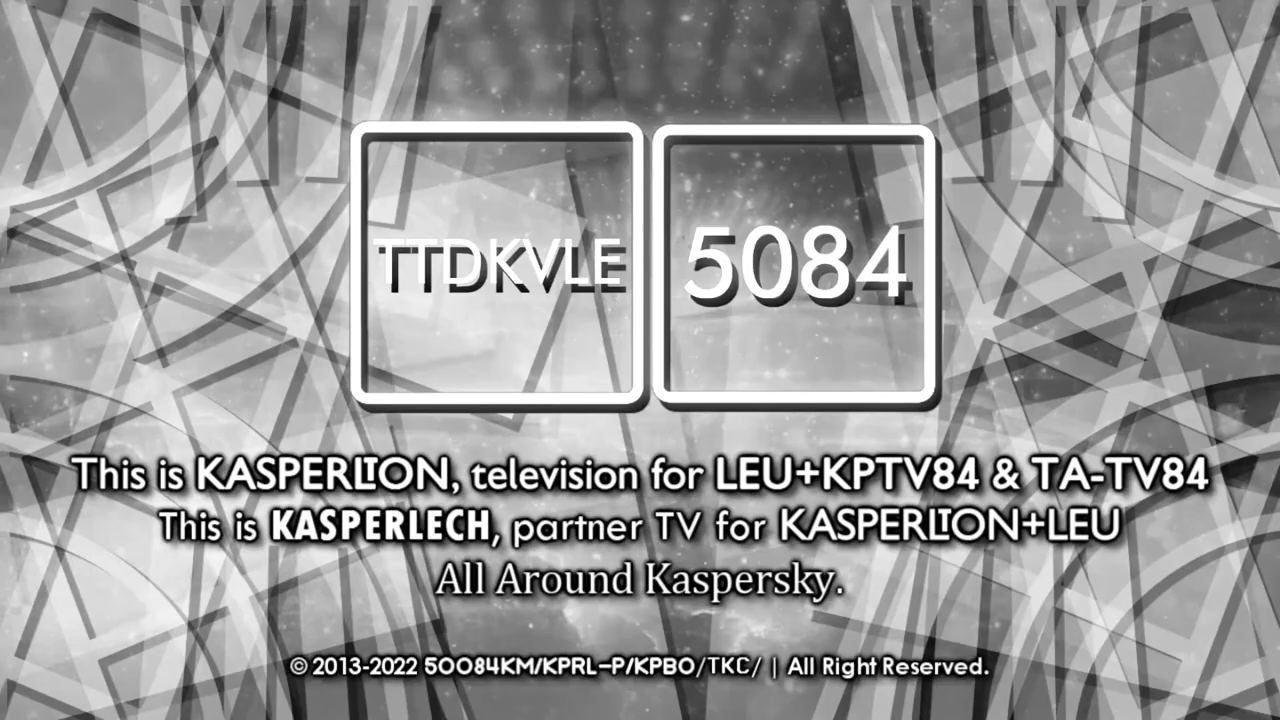 TTDKVLE
5084
This is KASPERLION, television for LEU+KPTV84 & TA-TV84
This is KASPERLECH, partner TV for KASPERLION+LEU
All Around Kaspersky.
© 2013-2022 50084KM/KPRL-P/KPBO/TKC/ | All Right Reserved.